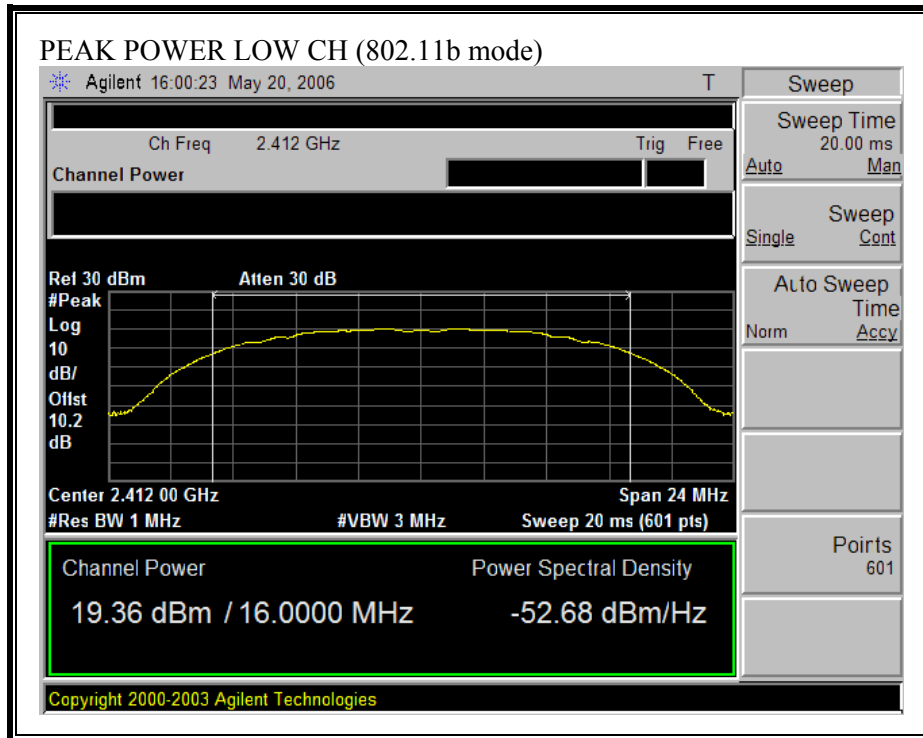 PEAK POWER LOW CH (802.11b mode)
Agilent 16:00:23 May 20, 2006 T
Sweep
Ch Freq 2.412 GHz Trig Free
Channel Power
Sweep Time
20.00 ms
Auto Man
Sweep
Single Cont
Auto Sweep
Time
Norm Accy
Ref 30 dBm Atten 30 dB
#Peak
Log
10
dB/
Offst
10.2
dB
Center 2.412 00 GHz Span 24 MHz
#Res BW 1 MHz #VBW 3 MHz Sweep 20 ms (601 pts)
Points
601
Channel Power Power Spectral Density
19.36 dBm / 16.0000 MHz -52.68 dBm/Hz
Copyright 2000-2003 Agilent Technologies